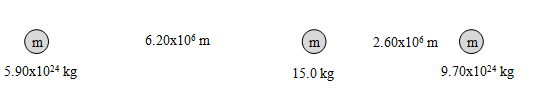 m 6.20x10⁶ m m 2.60x10⁶ m m
5.90x10²⁴ kg 15.0 kg 9.70x10²⁴ kg